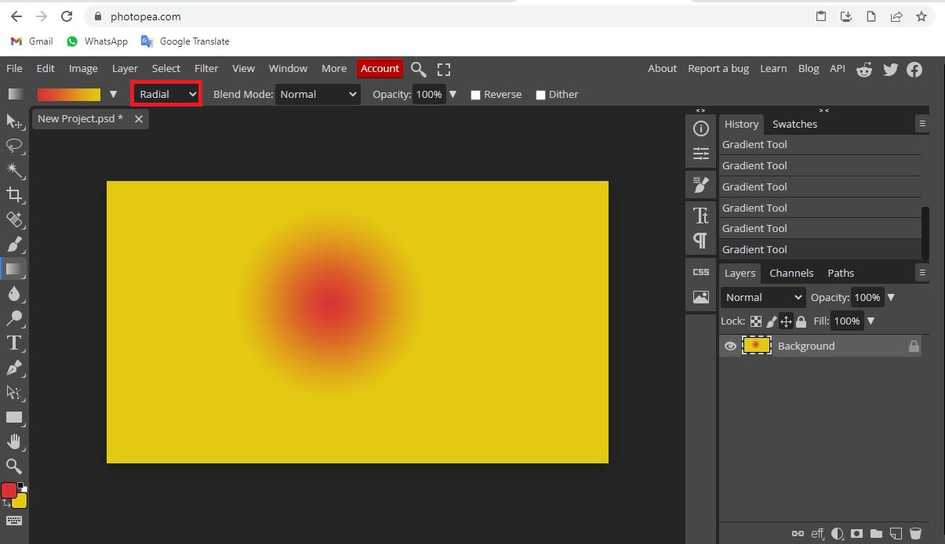 photopea.com
Gmail WhatsApp Google Translate
File Edit Image Layer Select Filter View Window More Account About Report a bug Learn Blog API
Radial Blend Mode: Normal Opacity: 100% Reverse Dither
New Project.psd *
History Swatches
Gradient Tool
Gradient Tool
Gradient Tool
Gradient Tool
Gradient Tool
Gradient Tool
CSS
Layers Channels Paths
Normal Opacity: 100%
Lock: Fill: 100%
Background
eff